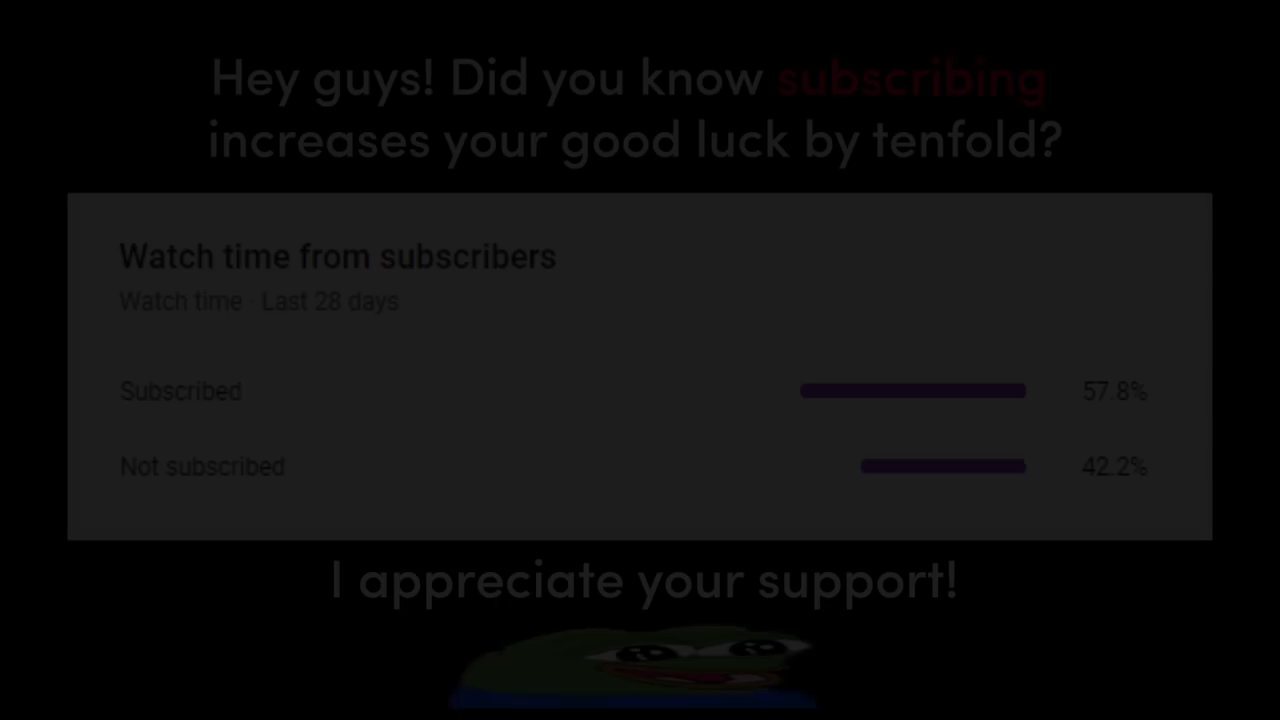 Hey guys! Did you know subscribing
increases your good luck by tenfold?
Watch time from subscribers
Watch time · Last 28 days
Subscribed 57.8%
Not subscribed 42.2%
I appreciate your support!